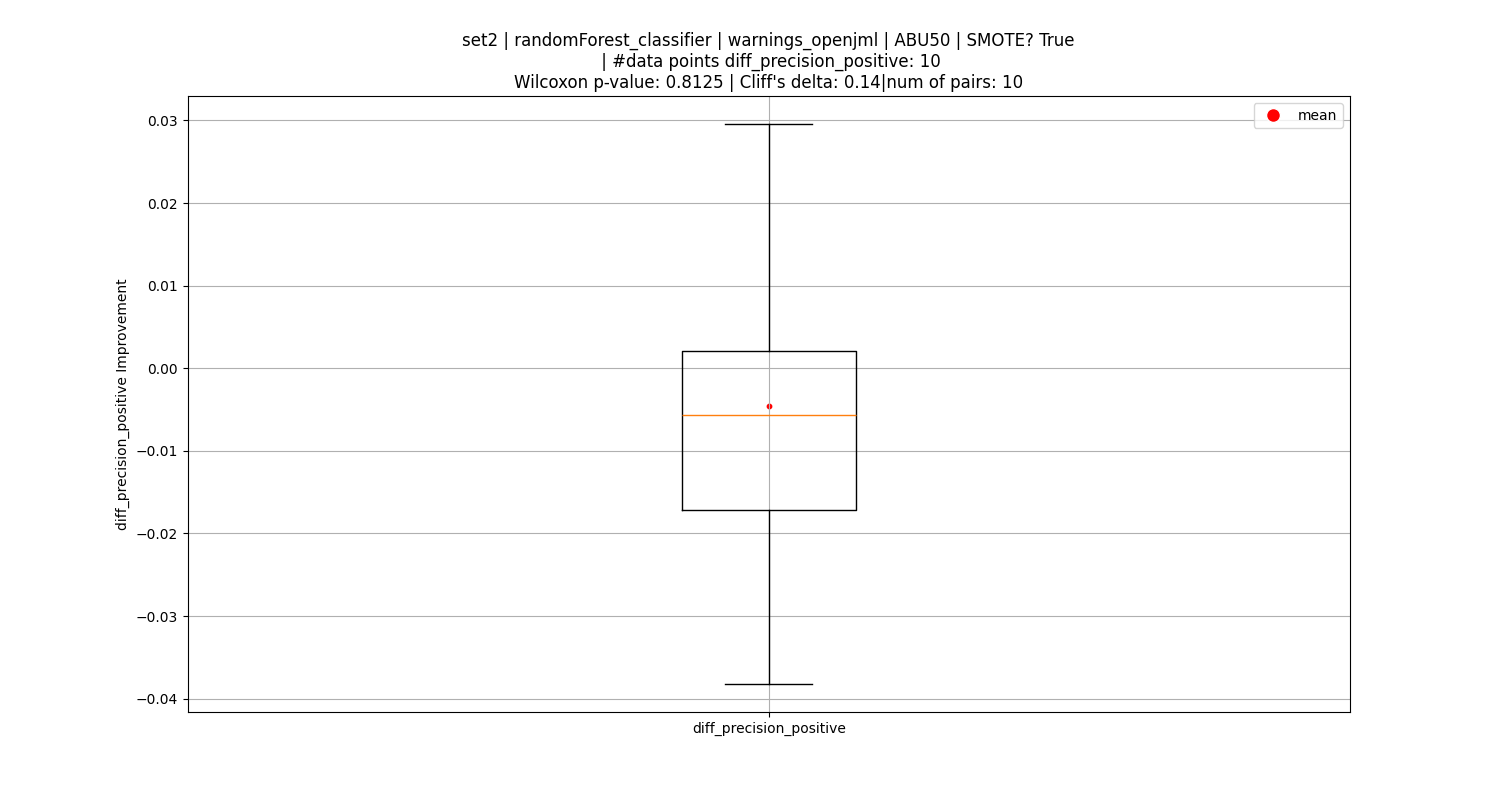 set2 | randomForest_classifier | warnings_openjml | ABU50 | SMOTE? True
| #data points diff_precision_positive: 10
Wilcoxon p-value: 0.8125 | Cliff's delta: 0.14|num of pairs: 10
mean
0.03
0.02
0.01
0.00
−0.01
−0.02
−0.03
−0.04
diff_precision_positive Improvement
diff_precision_positive